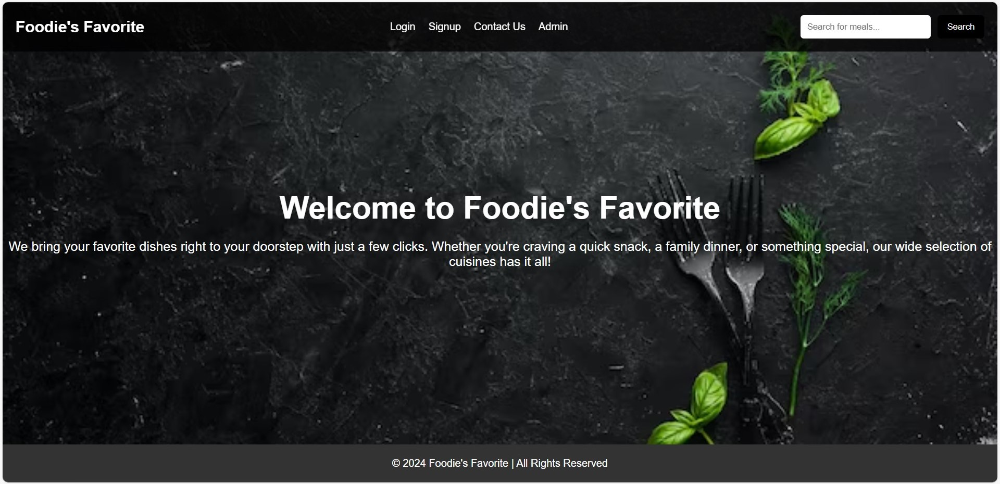 Foodie's Favorite
Login Signup Contact Us Admin
Search for meals... Search
Welcome to Foodie's Favorite
We bring your favorite dishes right to your doorstep with just a few clicks. Whether you're craving a quick snack, a family dinner, or something special, our wide selection of
cuisines has it all!
© 2024 Foodie's Favorite | All Rights Reserved